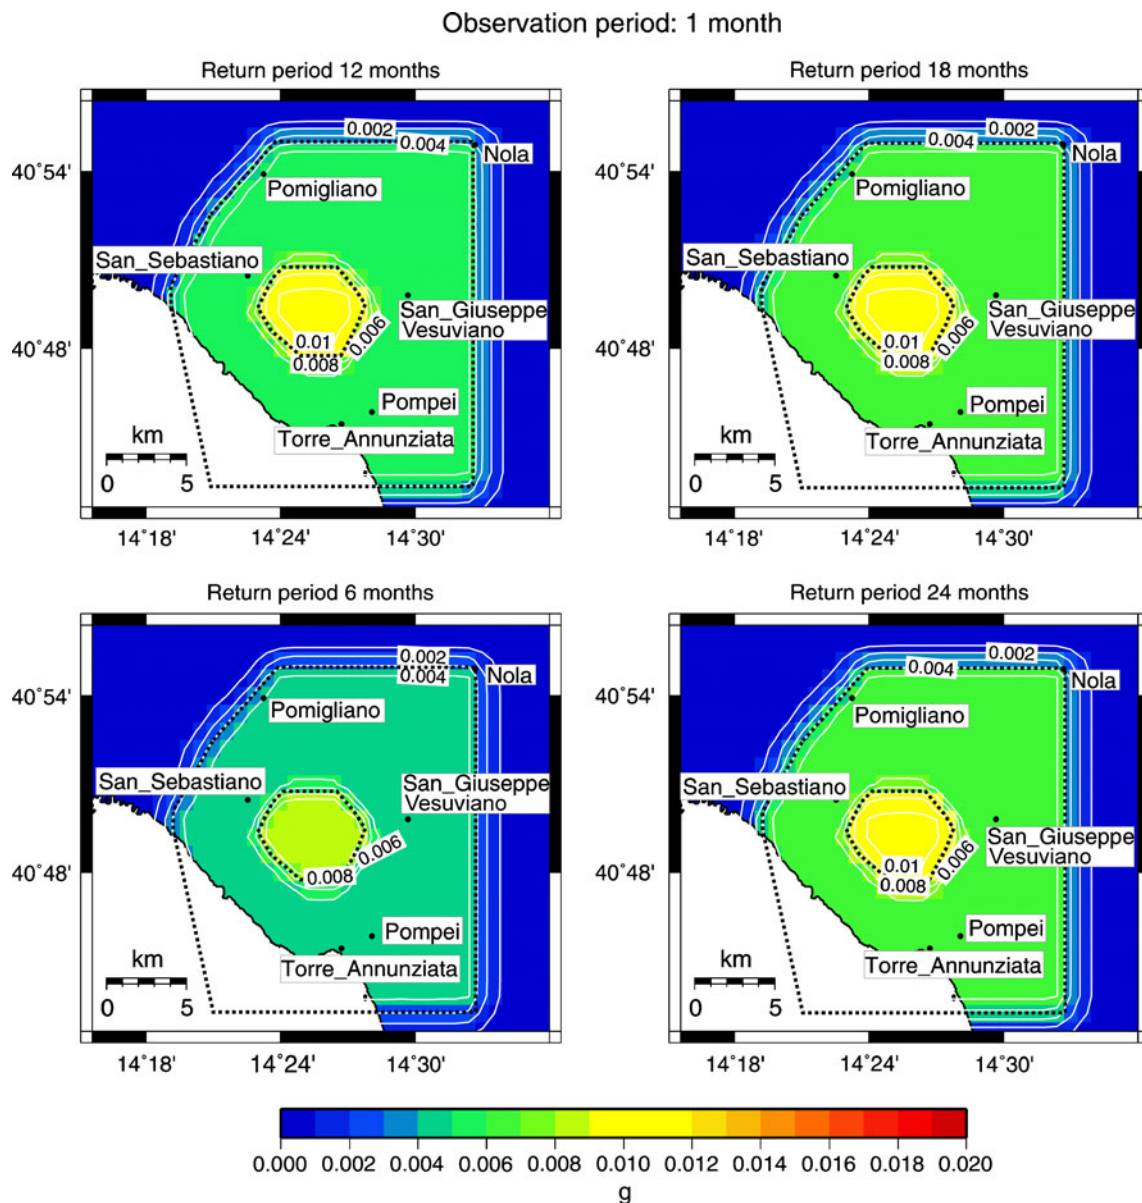 Observation period: 1 month
Return period 12 months
0.002
0.004
Nola
40°54'
Pomigliano
San_Sebastiano
San_Giuseppe
Vesuviano
0.006
0.01
0.008
40°48'
Pompei
Torre_Annunziata
km
0 5
14°18' 14°24' 14°30'
Return period 18 months
0.002
0.004
Nola
Pomigliano
San_Sebastiano
San_Giuseppe
Vesuviano
0.006
0.01
0.008
Pompei
Torre_Annunziata
km
0 5
14°18' 14°24' 14°30'
Return period 6 months
0.002
0.004
Nola
40°54'
Pomigliano
San_Sebastiano
San_Giuseppe
Vesuviano
0.006
0.008
40°48'
Pompei
Torre_Annunziata
km
0 5
14°18' 14°24' 14°30'
Return period 24 months
0.002
0.004
Nola
40°54'
Pomigliano
San_Sebastiano
San_Giuseppe
Vesuviano
0.006
0.01
0.008
40°48'
Pompei
Torre_Annunziata
km
0 5
14°18' 14°24' 14°30'
0.000 0.002 0.004 0.006 0.008 0.010 0.012 0.014 0.016 0.018 0.020
g